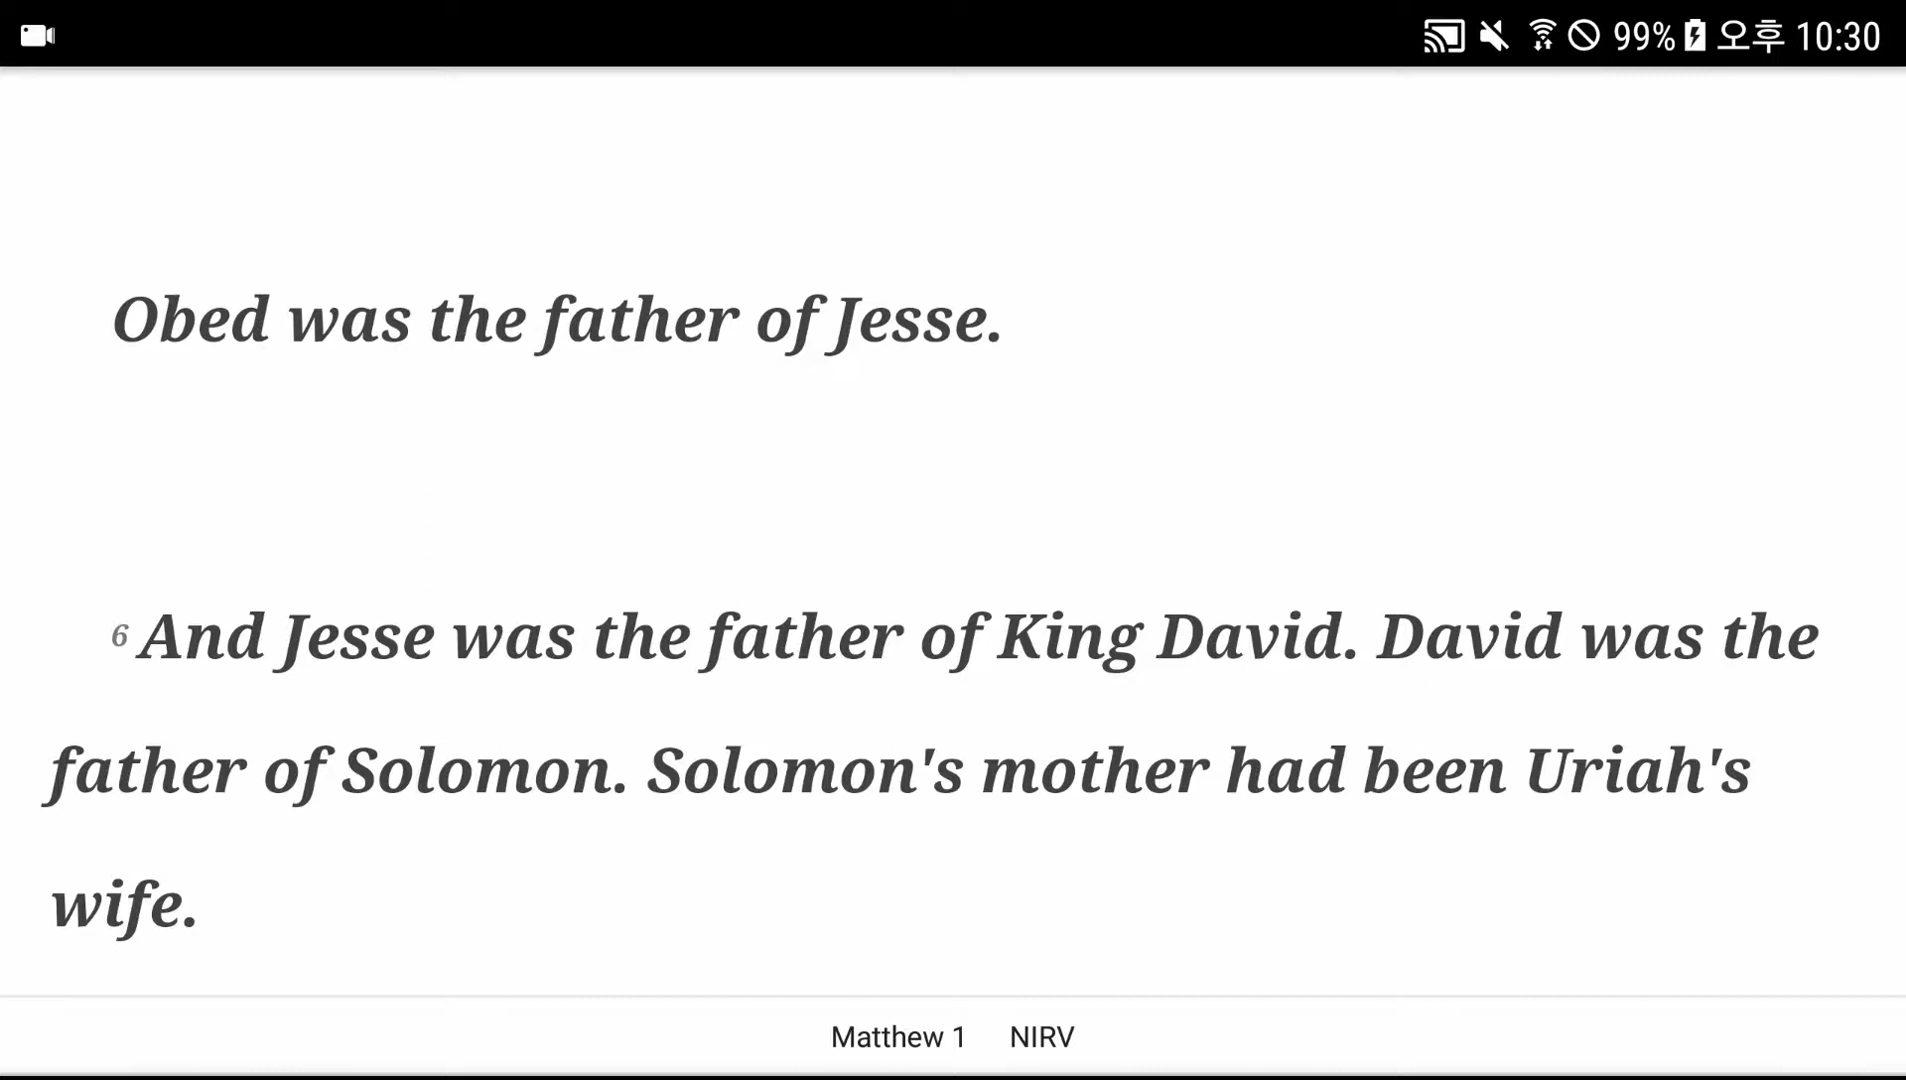 99% 오후 10:30
Obed was the father of Jesse.
6 And Jesse was the father of King David. David was the
father of Solomon. Solomon's mother had been Uriah's
wife.
Matthew 1 NIRV